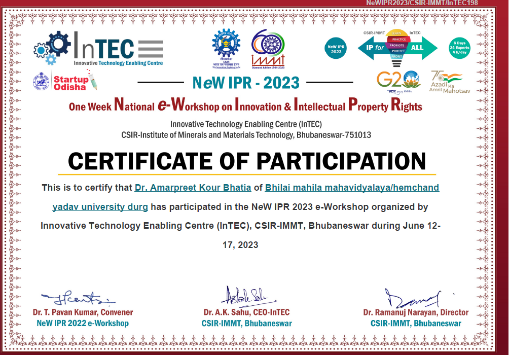 NeWIPR2023/CSIR-IMMT/InTEC198
InTEC
Innovative Technology Enabling Centre
Startup
Odisha
NeW IPR 2023
IP for ALL
G20
75
Azadi Ka
Amrit Mahotsav
NeW IPR - 2023
One Week National e-Workshop on Innovation & Intellectual Property Rights
Innovative Technology Enabling Centre (InTEC)
CSIR-Institute of Minerals and Materials Technology, Bhubaneswar-751013
CERTIFICATE OF PARTICIPATION
This is to certify that Dr. Amarpreet Kour Bhatia of Bhilai mahila mahavidyalaya/hemchand
yadav university durg has participated in the NeW IPR 2023 e-Workshop organized by
Innovative Technology Enabling Centre (InTEC), CSIR-IMMT, Bhubaneswar during June 12-
17, 2023
Dr. T. Pavan Kumar, Convener
NeW IPR 2022 e-Workshop
Dr. A.K. Sahu, CEO-InTEC
CSIR-IMMT, Bhubaneswar
Dr. Ramanuj Narayan, Director
CSIR-IMMT, Bhubaneswar